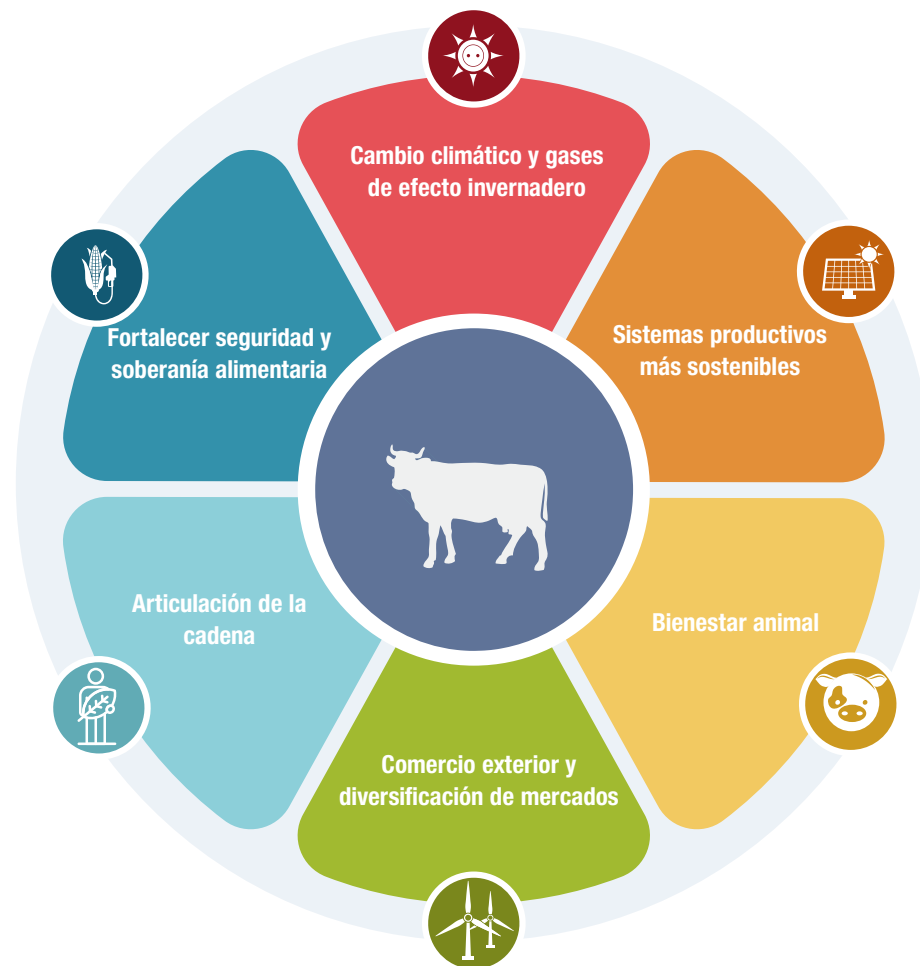 Cambio climático y gases
de efecto invernadero
Sistemas productivos
más sostenibles
Bienestar animal
Comercio exterior y
diversificación de mercados
Articulación de la
cadena
Fortalecer seguridad y
soberanía alimentaria